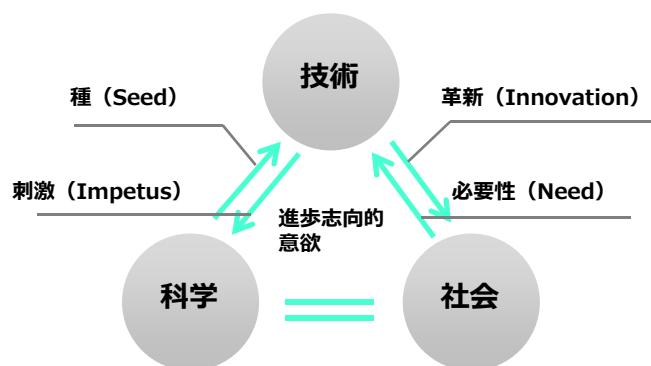 技術
種（Seed）
革新（Innovation）
刺激（Impetus）
必要性（Need）
進歩志向的
意欲
科学
社会